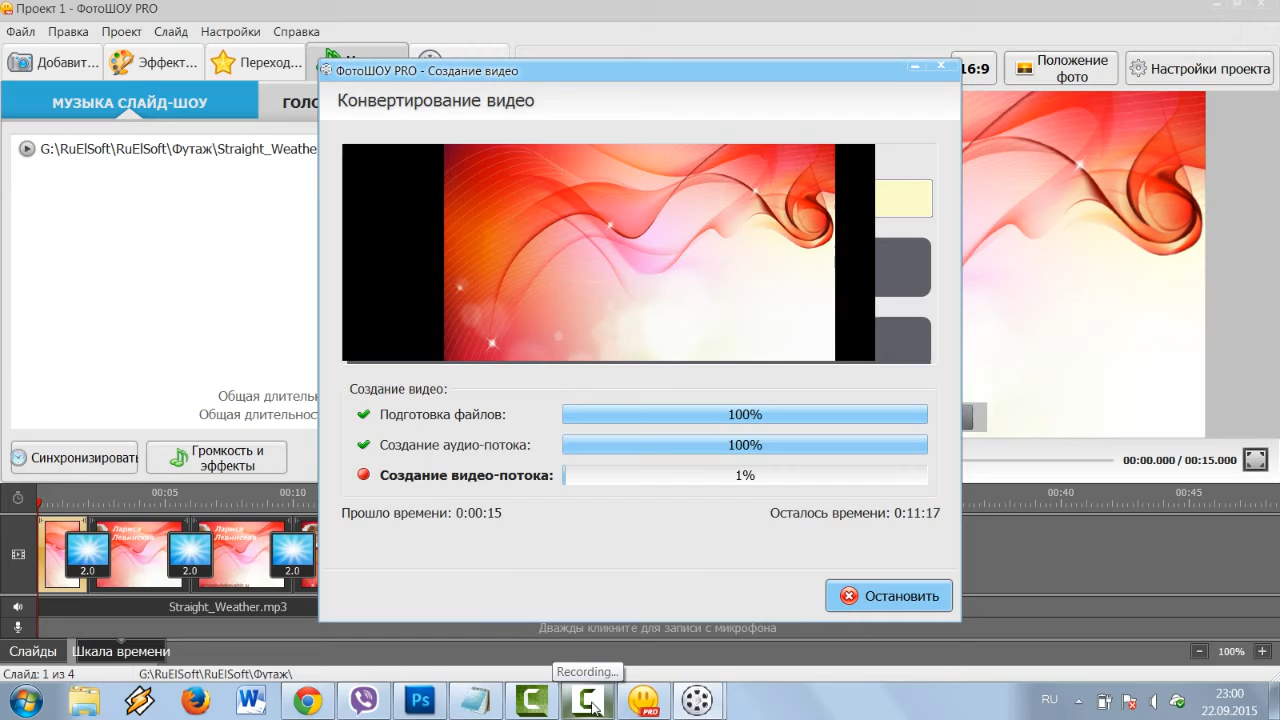 Проект 1 - ФотоШОУ PRO
Файл Правка Проект Слайд Настройки Справка
Добавит... Эффект... Переход...
16:9 Положение фото Настройки проекта
МУЗЫКА СЛАЙД-ШОУ
G:\RuElSoft\RuElSoft\Футаж\Straight_Weathe
Общая длитель
Общая длительнос
Синхронизироват
Громкость и эффекты
ФотоШОУ PRO - Создание видео
Конвертирование видео
Создание видео:
Подготовка файлов: 100%
Создание аудио-потока: 100%
Создание видео-потока: 1%
Прошло времени: 0:00:15 Осталось времени: 0:11:17
Остановить
00:00.000 / 00:15.000
00:05 00:10 00:40 00:45
Лариса Левинская
2.0 2.0 2.0
Straight_Weather.mp3
Дважды кликните для записи с микрофона
Слайды Шкала времени 100%
Слайд: 1 из 4 G:\RuElSoft\RuElSoft\Футаж\
Recording...
Ps
PRO
RU
23:00
22.09.2015